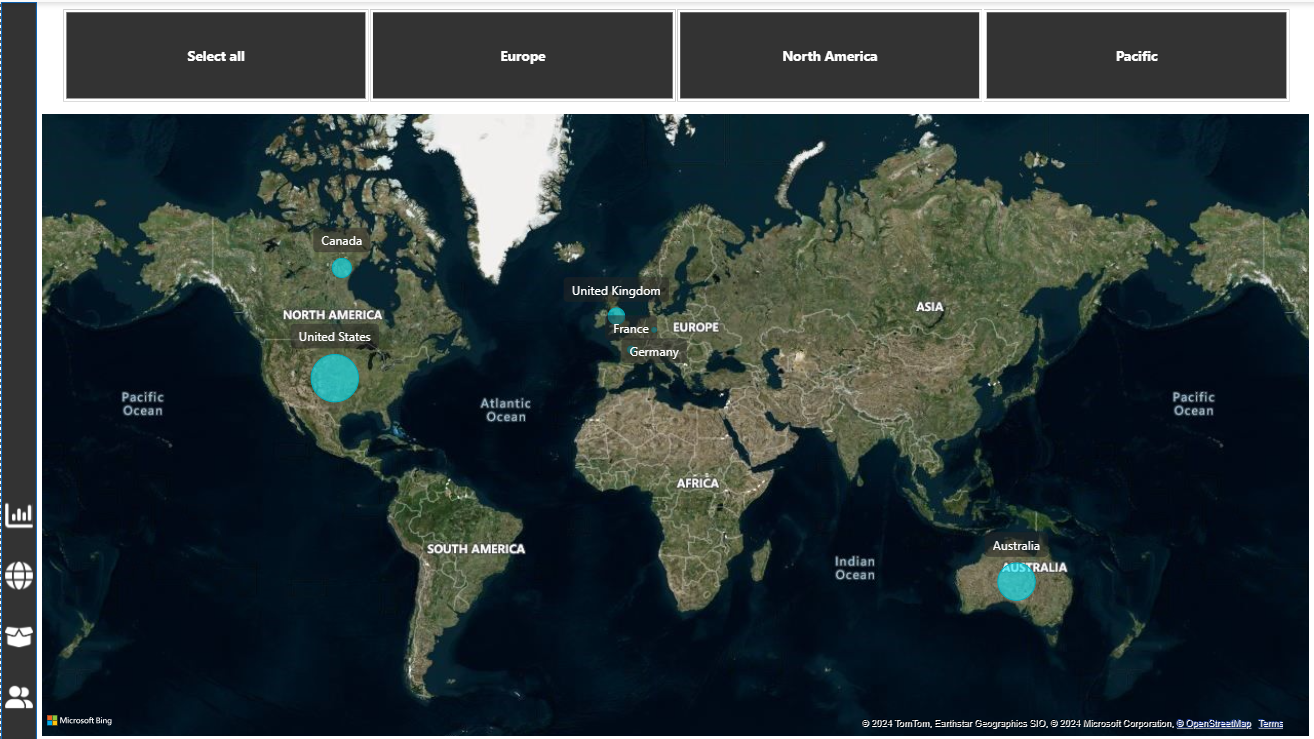 Select all
Europe
North America
Pacific
Canada
United Kingdom
ASIA
NORTH AMERICA
France
EUROPE
United States
Germany
Pacific
Ocean
Atlantic
Ocean
Pacific
Ocean
AFRICA
SOUTH AMERICA
Australia
Indian
Ocean
AUSTRALIA
Microsoft Bing
© 2024 TomTom, Earthstar Geographics SIO, © 2024 Microsoft Corporation, © OpenStreetMap Terms